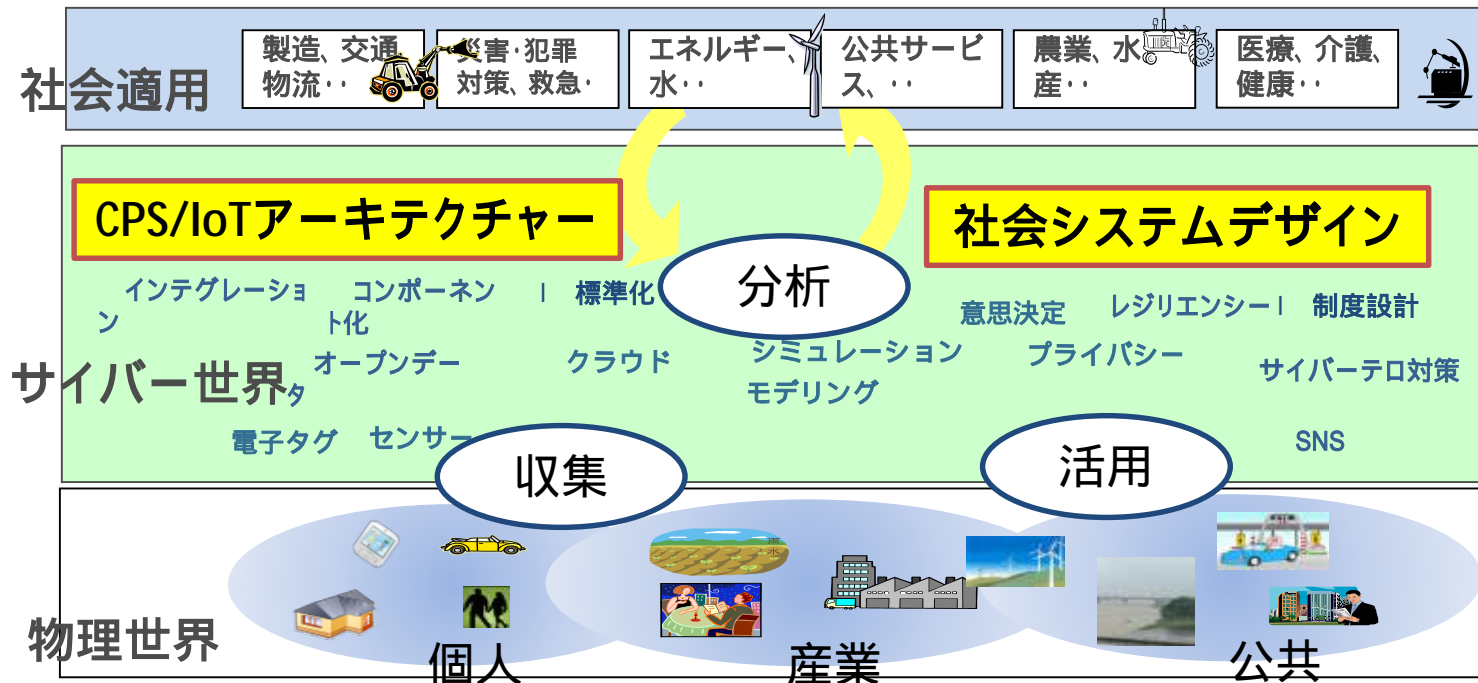 社会適用
製造、交通
物流‥
災害・犯罪
対策、救急・
エネルギー、
水‥
公共サービ
ス、‥
農業、水
産‥
医療、介護、
健康‥
CPS/IoTアーキテクチャー
社会システムデザイン
分析
インテグレーショ
ン
コンポーネン
ト化
|
標準化
意思決定
レジリエンシー |
制度設計
サイバー世界
オープンデー
タ
クラウド
シミュレーション
モデリング
プライバシー
サイバーテロ対策
電子タグ
センサー
SNS
収集
活用
物理世界
雨
水
個人
産業
公共